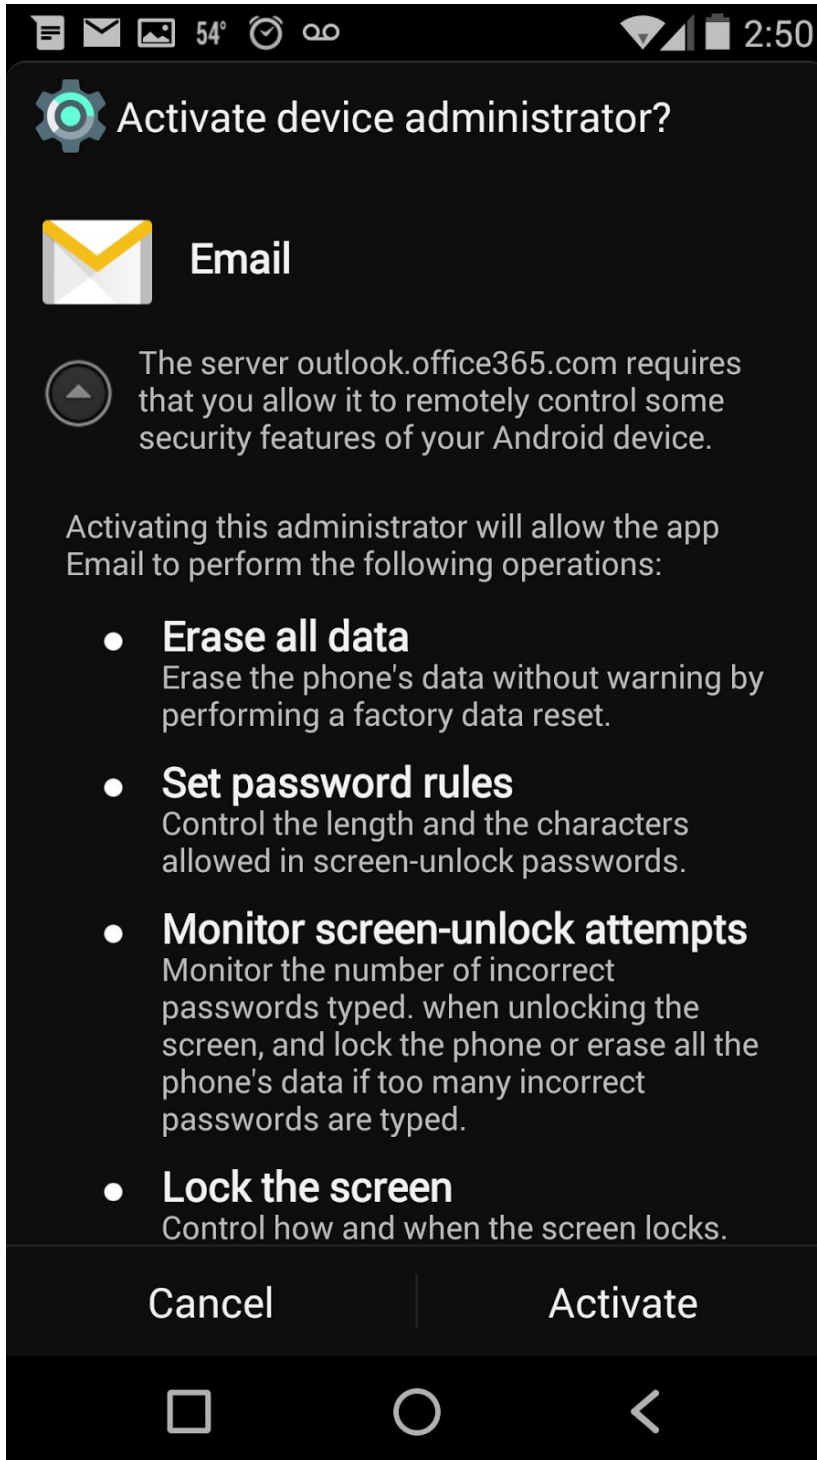 54°
2:50
Activate device administrator?
Email
The server outlook.office365.com requires
that you allow it to remotely control some
security features of your Android device.
Activating this administrator will allow the app
Email to perform the following operations:
Erase all data
Erase the phone's data without warning by
performing a factory data reset.
Set password rules
Control the length and the characters
allowed in screen-unlock passwords.
Monitor screen-unlock attempts
Monitor the number of incorrect
passwords typed. when unlocking the
screen, and lock the phone or erase all the
phone's data if too many incorrect
passwords are typed.
Lock the screen
Control how and when the screen locks.
Cancel
Activate